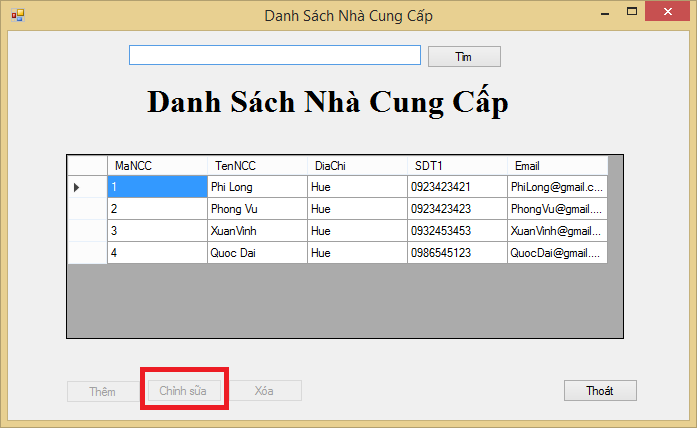 Danh Sách Nhà Cung Cấp
Tìm
Danh Sách Nhà Cung Cấp
MaNCC TenNCC DiaChi SDT1 Email
1 Phi Long Hue 0923423421 PhiLong@gmail.c...
2 Phong Vu Hue 0923423423 PhongVu@gmail....
3 XuanVinh Hue 0932453453 XuanVinh@gmail...
4 Quoc Dai Hue 0986545123 QuocDai@gmail....
Thêm Chỉnh sữa Xóa Thoát